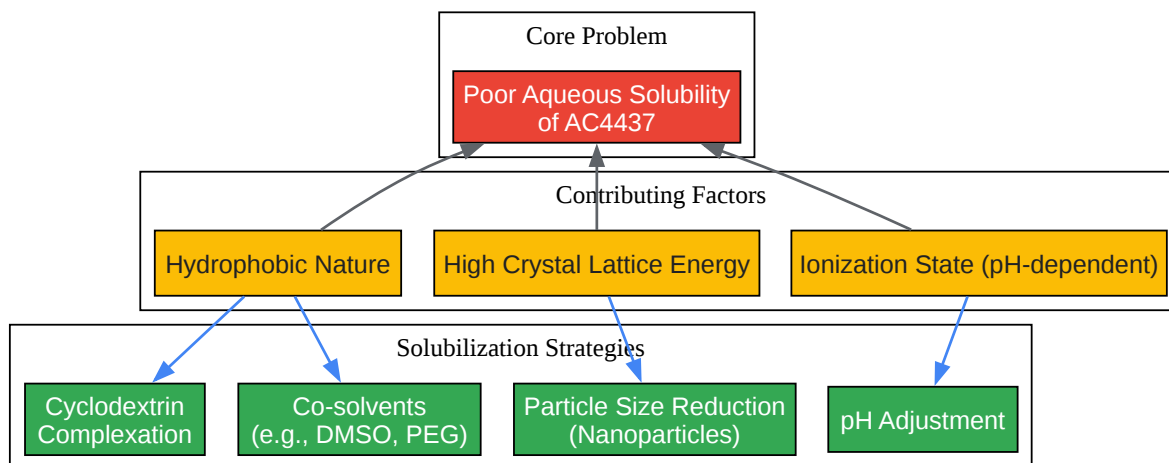 Core Problem
Poor Aqueous Solubility
of AC4437
Contributing Factors
Hydrophobic Nature
High Crystal Lattice Energy
Ionization State (pH-dependent)
Solubilization Strategies
Cyclodextrin
Complexation
Co-solvents
(e.g., DMSO, PEG)
Particle Size Reduction
(Nanoparticles)
pH Adjustment